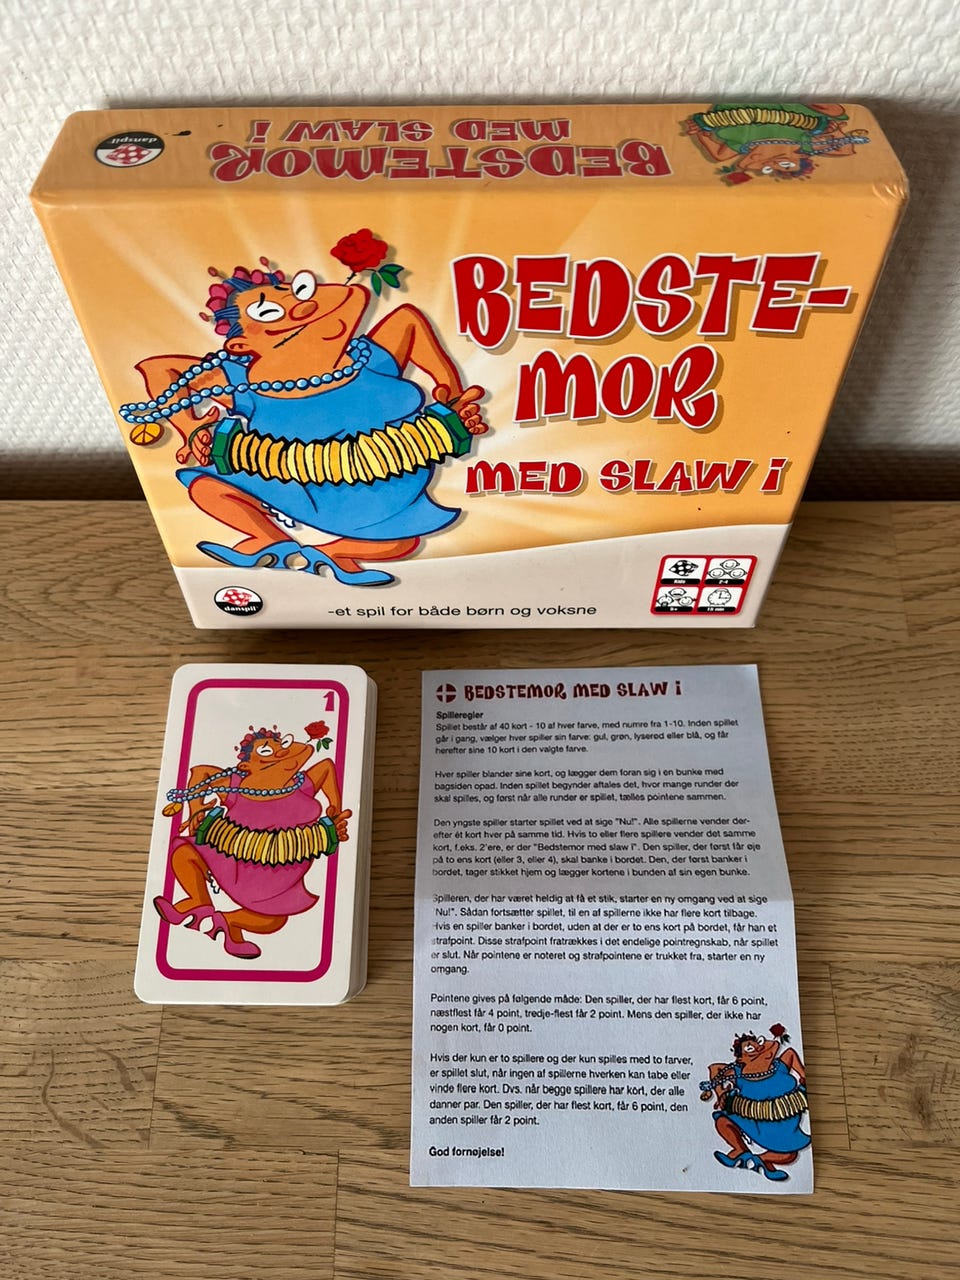 danspil
BEDSTEMOR
MED SLAW i
BEDSTE-
MOR
MED SLAW i
Kids
2-4
5+
15 min
danspil
-et spil for både børn og voksne
1
BEDSTEMOR MED SLAW i
Spilleregler
Spillet består af 40 kort - 10 af hver farve, med numre fra 1-10. Inden spillet
går i gang, vælger hver spiller sin farve: gul, grøn, lyserød eller blå, og får
herefter sine 10 kort i den valgte farve.
Hver spiller blander sine kort, og lægger dem foran sig i en bunke med
bagsiden opad. Inden spillet begynder aftales det, hvor mange runder der
skal spilles, og først når alle runder er spillet, tælles pointene sammen.
Den yngste spiller starter spillet ved at sige "Nu!". Alle spillerne vender der-
efter ét kort hver på samme tid. Hvis to eller flere spillere vender det samme
kort, f.eks. 2'ere, er der "Bedstemor med slaw i". Den spiller, der først får øje
på to ens kort (eller 3, eller 4), skal banke i bordet. Den, der først banker i
bordet, tager stikket hjem og lægger kortene i bunden af sin egen bunke.
Spilleren, der har været heldig at få et stik, starter en ny omgang ved at sige
"Nu!". Sådan fortsætter spillet, til en af spillerne ikke har flere kort tilbage.
Hvis en spiller banker i bordet, uden at der er to ens kort på bordet, får han et
strafpoint. Disse strafpoint fratrækkes i det endelige pointregnskab, når spillet
er slut. Når pointene er noteret og strafpointene er trukket fra, starter en ny
omgang.
Pointene gives på følgende måde: Den spiller, der har flest kort, får 6 point,
næstflest får 4 point, tredje-flest får 2 point. Mens den spiller, der ikke har
nogen kort, får 0 point.
Hvis der kun er to spillere og der kun spilles med to farver,
er spillet slut, når ingen af spillerne hverken kan tabe eller
vinde flere kort. Dvs. når begge spillere har kort, der alle
danner par. Den spiller, der har flest kort, får 6 point, den
anden spiller får 2 point.
God fornøjelse!